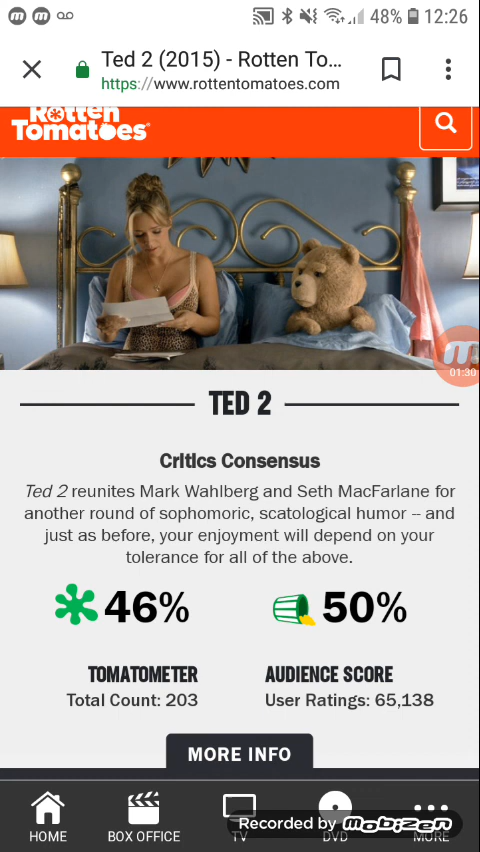 48% 12:26
Ted 2 (2015) - Rotten To...
https://www.rottentomatoes.com
Rotten
Tomatoes
01:30
TED 2
Critics Consensus
Ted 2 reunites Mark Wahlberg and Seth MacFarlane for
another round of sophomoric, scatological humor -- and
just as before, your enjoyment will depend on your
tolerance for all of the above.
46% 50%
TOMATOMETER AUDIENCE SCORE
Total Count: 203 User Ratings: 65,138
MORE INFO
HOME BOX OFFICE TV DVD MORE
Recorded by mobizen